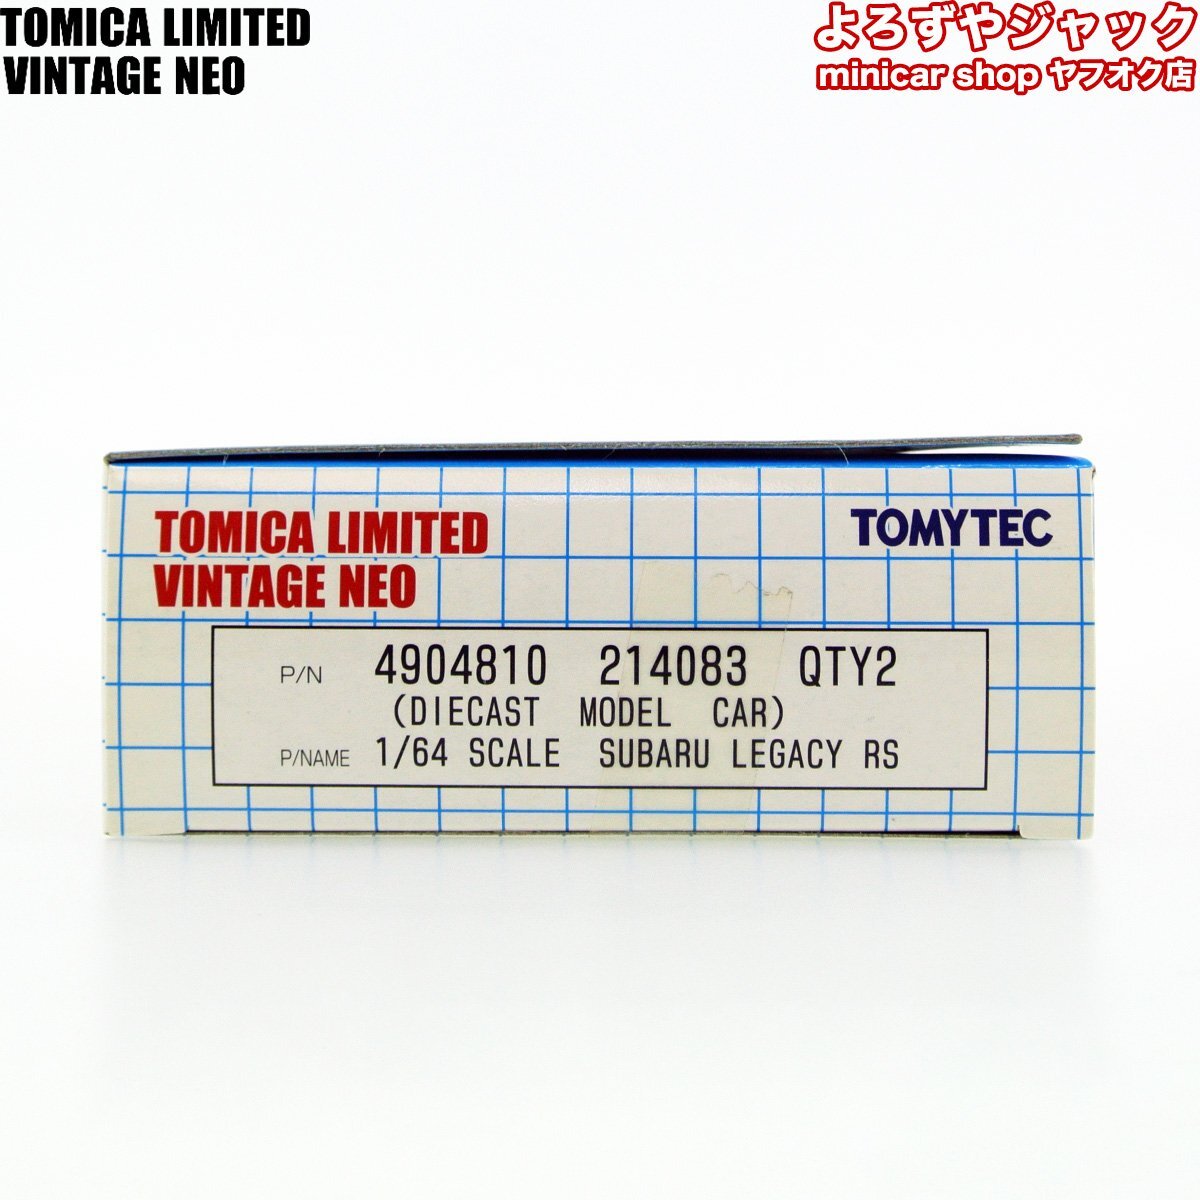 TOMICA LIMITED
VINTAGE NEO
よろずやジャック
minicar shop ヤフオク店
TOMICA LIMITED
VINTAGE NEO
TOMYTEC
P/N 4904810 214083 QTY2
(DIECAST MODEL CAR)
P/NAME 1/64 SCALE SUBARU LEGACY RS